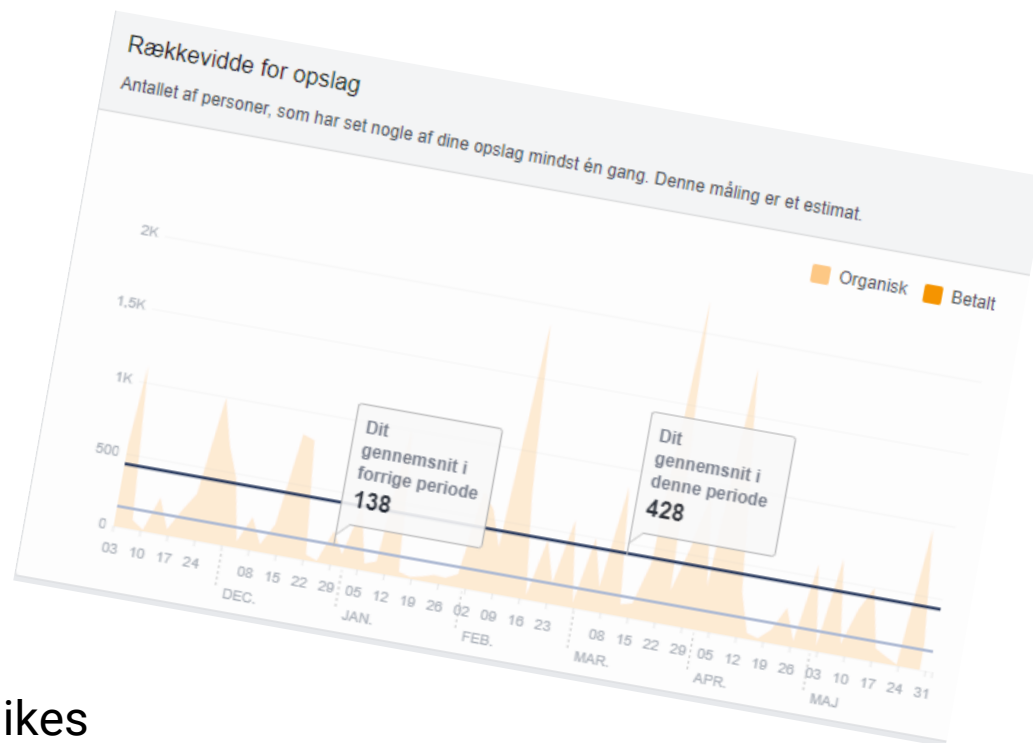 Rækkevidde for opslag
Antallet af personer, som har set nogle af dine opslag mindst én gang. Denne måling er et estimat.
Organisk Betalt
2K
1,5K
1K
500
0
Dit
gennemsnit i
forrige periode
138
Dit
gennemsnit i
denne periode
428
03 10 17 24 08 15 22 29 05 12 19 26 02 09 16 23 08 15 22 29 05 12 19 26 03 10 17 24 31
DEC. JAN. FEB. MAR. APR. MAJ
ikes